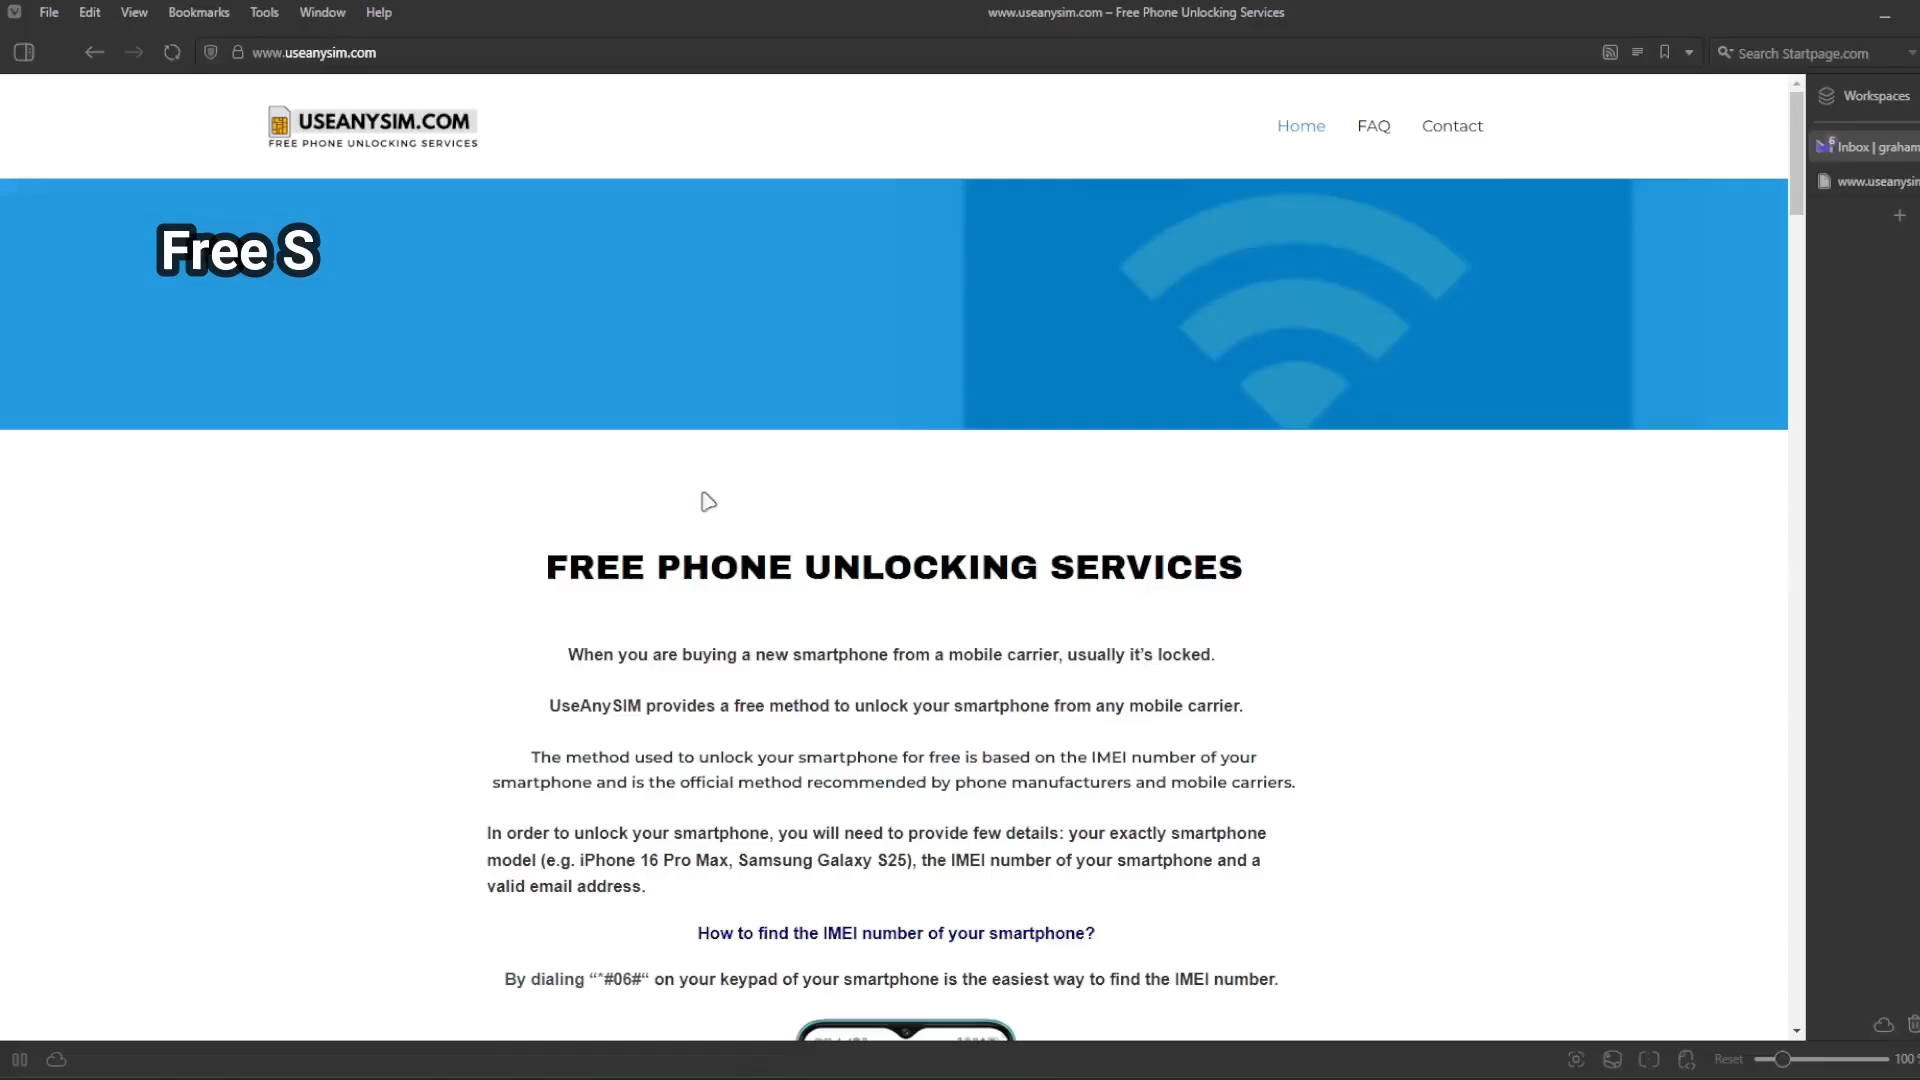 File Edit View Bookmarks Tools Window Help
www.useanysim.com – Free Phone Unlocking Services
www.useanysim.com
Search Startpage.com
Workspaces
6
Inbox | graham
www.useanysim
USEANYSIM.COM
FREE PHONE UNLOCKING SERVICES
Home FAQ Contact
Free S
FREE PHONE UNLOCKING SERVICES
When you are buying a new smartphone from a mobile carrier, usually it’s locked.
UseAnySIM provides a free method to unlock your smartphone from any mobile carrier.
The method used to unlock your smartphone for free is based on the IMEI number of your
smartphone and is the official method recommended by phone manufacturers and mobile carriers.
In order to unlock your smartphone, you will need to provide few details: your exactly smartphone
model (e.g. iPhone 16 Pro Max, Samsung Galaxy S25), the IMEI number of your smartphone and a
valid email address.
How to find the IMEI number of your smartphone?
By dialing “*#06#“ on your keypad of your smartphone is the easiest way to find the IMEI number.
Reset 100 %